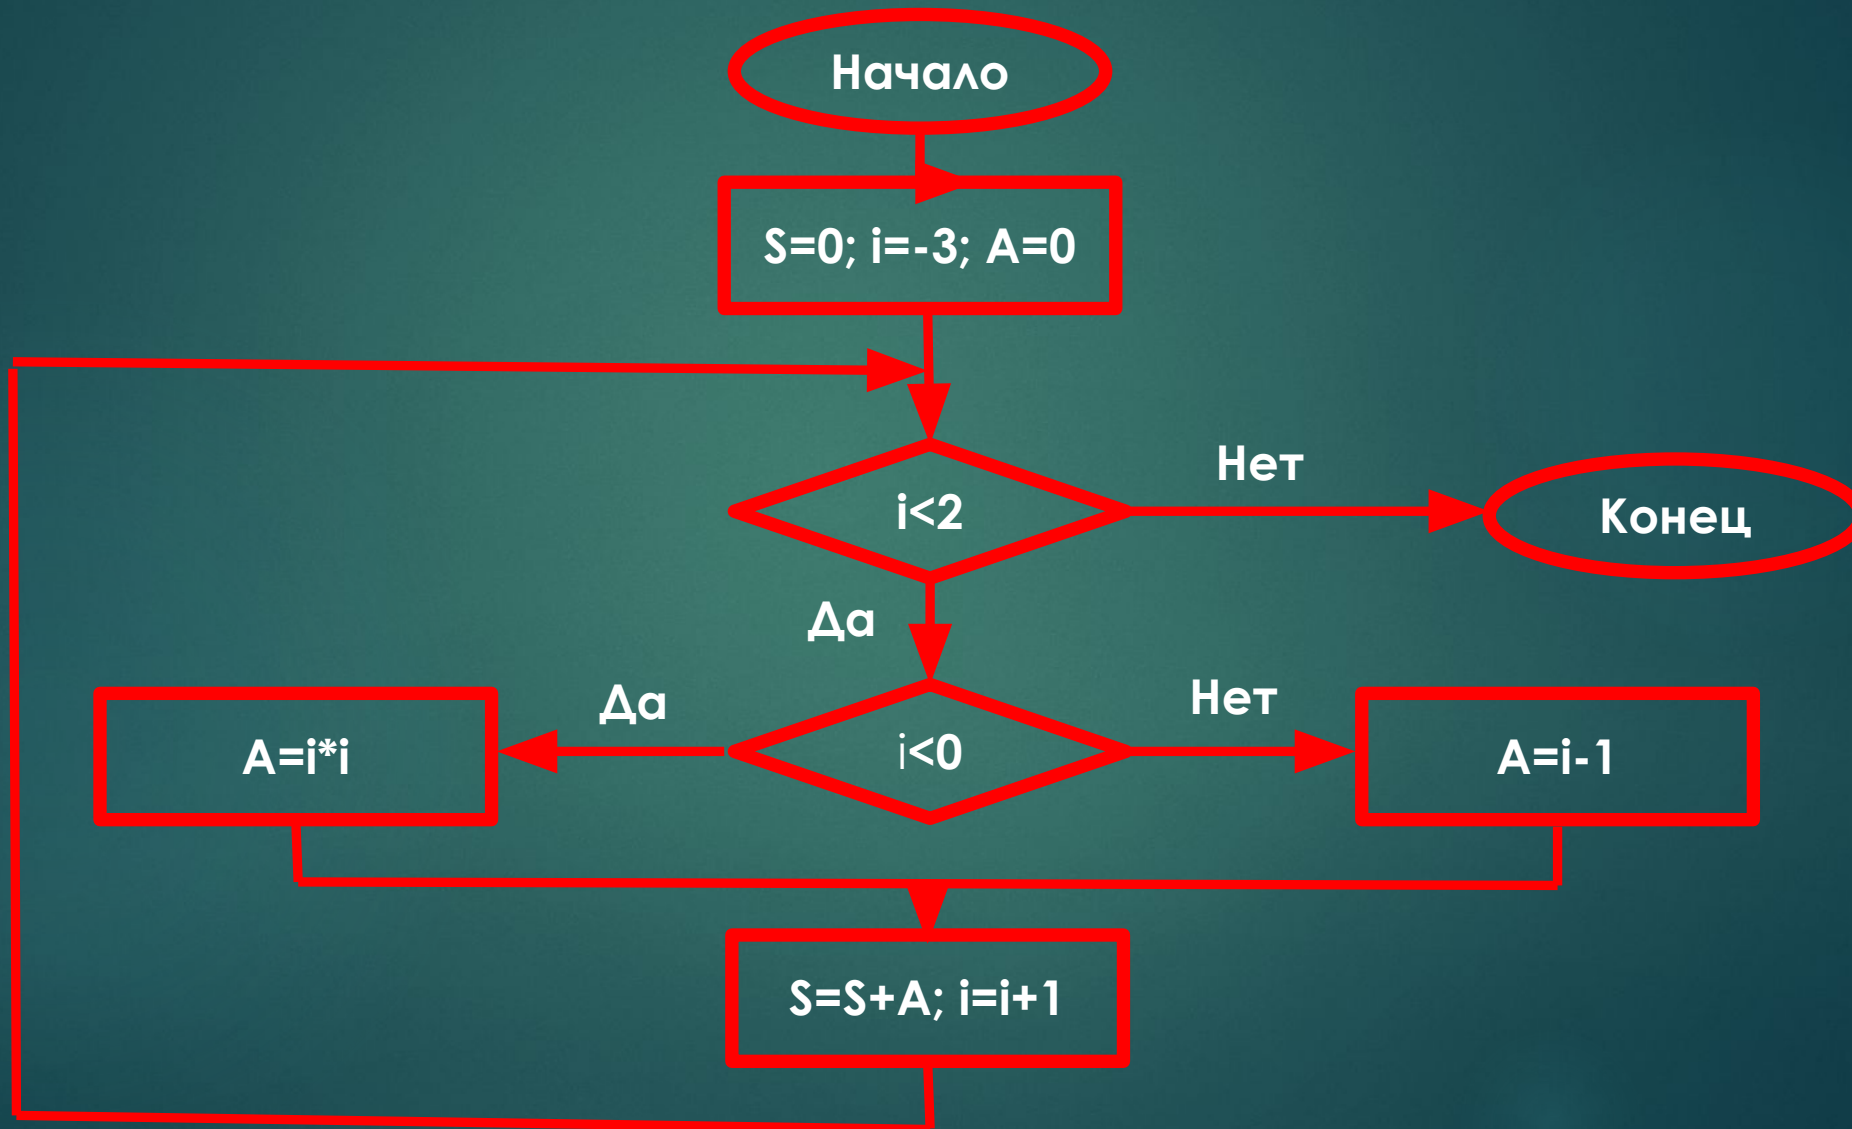 Начало
S=0; i=-3; A=0
i<2
Нет
Конец
Да
i<0
Да
Нет
A=i*i
A=i-1
S=S+A; i=i+1